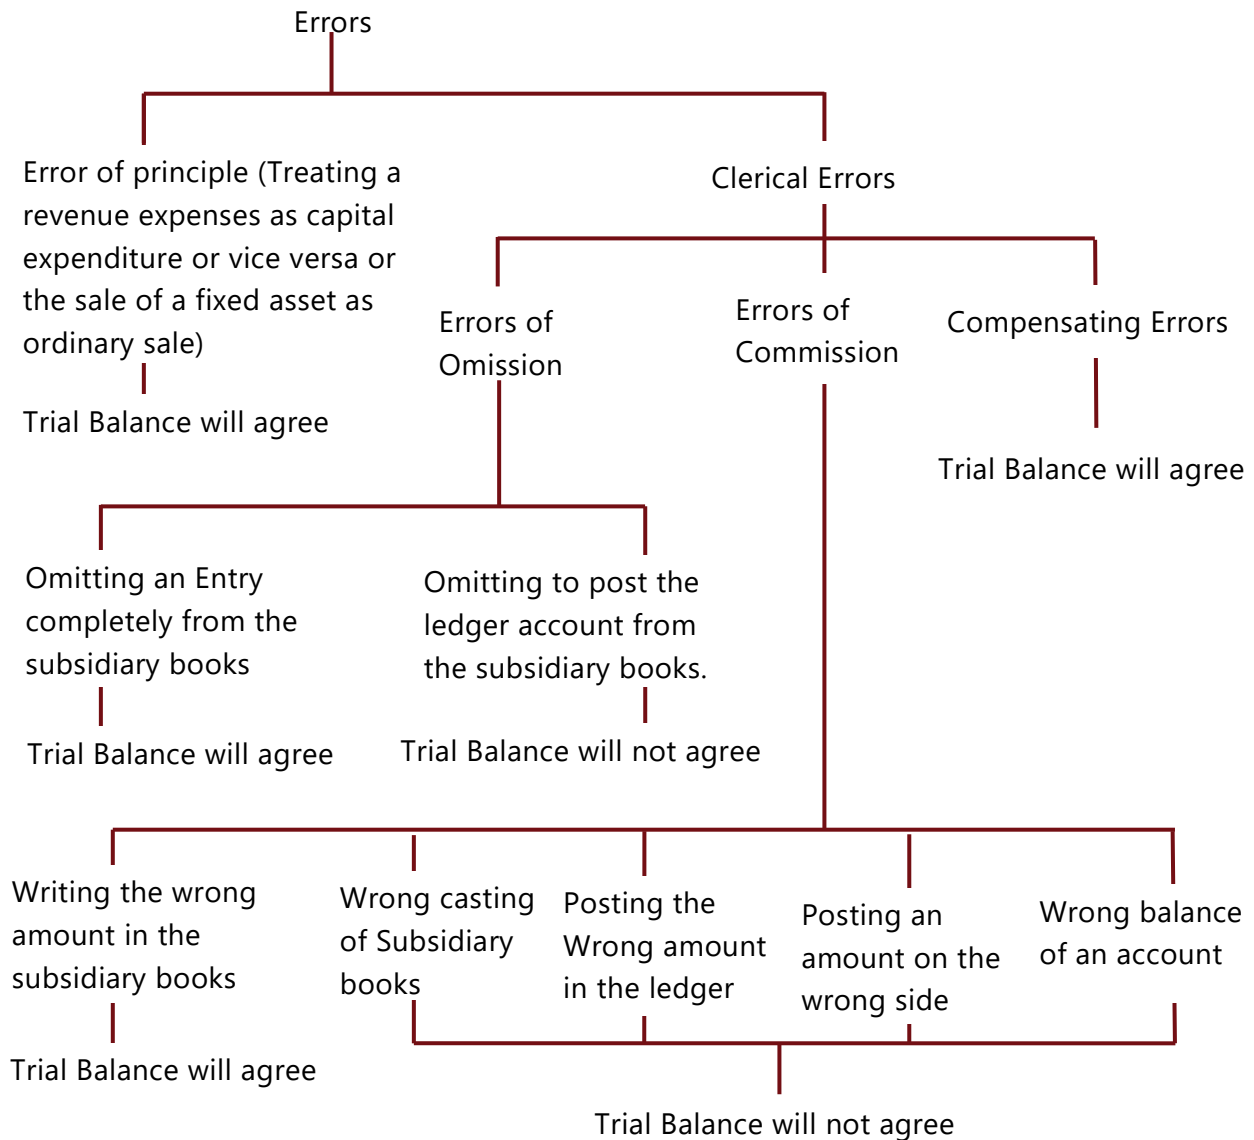 Errors
Error of principle (Treating a
revenue expenses as capital
expenditure or vice versa or
the sale of a fixed asset as
ordinary sale)
Trial Balance will agree
Clerical Errors
Errors of
Omission
Errors of
Commission
Compensating Errors
Trial Balance will agree
Omitting an Entry
completely from the
subsidiary books
Trial Balance will agree
Omitting to post the
ledger account from
the subsidiary books.
Trial Balance will not agree
Writing the wrong
amount in the
subsidiary books
Trial Balance will agree
Wrong casting
of Subsidiary
books
Posting the
Wrong amount
in the ledger
Posting an
amount on the
wrong side
Wrong balance
of an account
Trial Balance will not agree